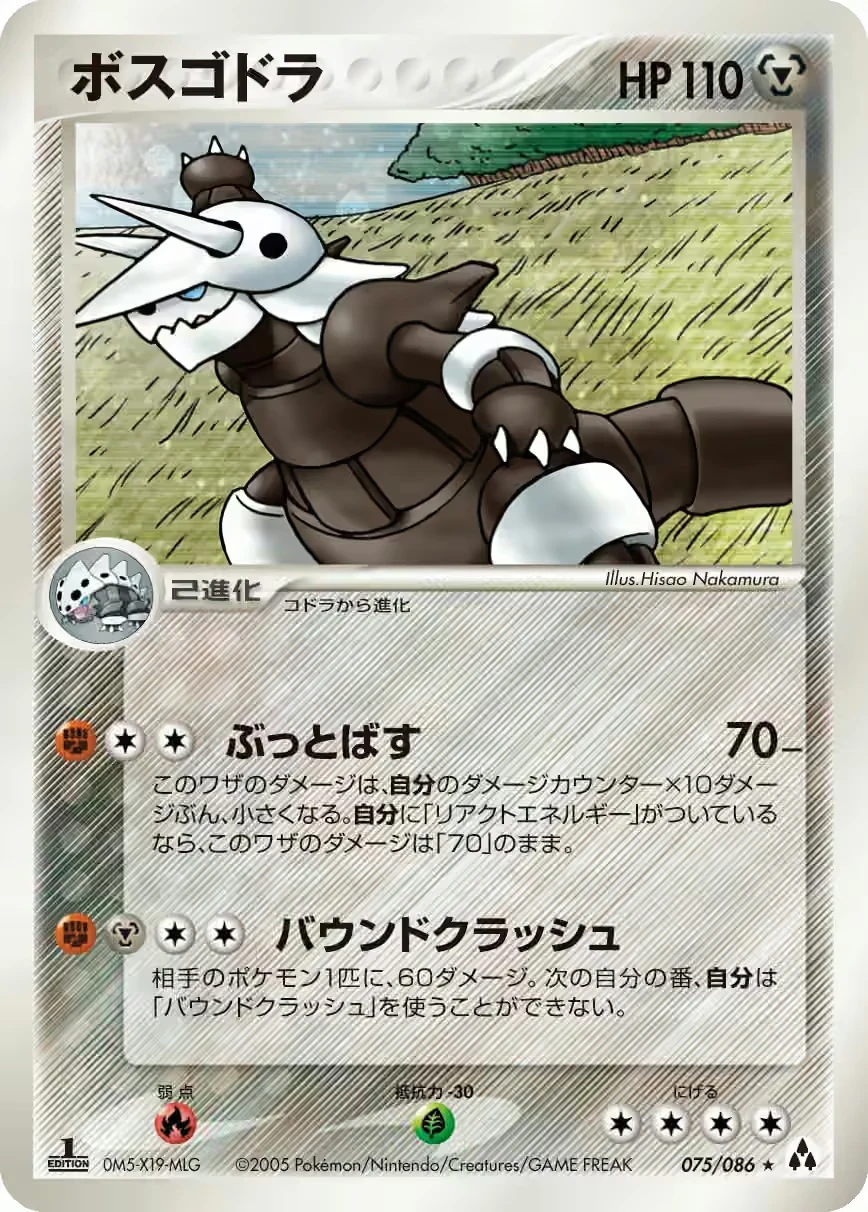 ボスゴドラ HP 110
Illus.Hisao Nakamura
己進化
コドラから進化
ぶっとばす 70−
このワザのダメージは、自分のダメージカウンター×10ダメー
ジぶん、小さくなる。自分に「リアクトエネルギー」がついている
なら、このワザのダメージは「70」のまま。
バウンドクラッシュ
相手のポケモン1匹に、60ダメージ。次の自分の番、自分は
「バウンドクラッシュ」を使うことができない。
弱点 抵抗力 -30 にげる
1 EDITION 0M5-X19-MLG ©2005 Pokémon/Nintendo/Creatures/GAME FREAK 075/086 ★